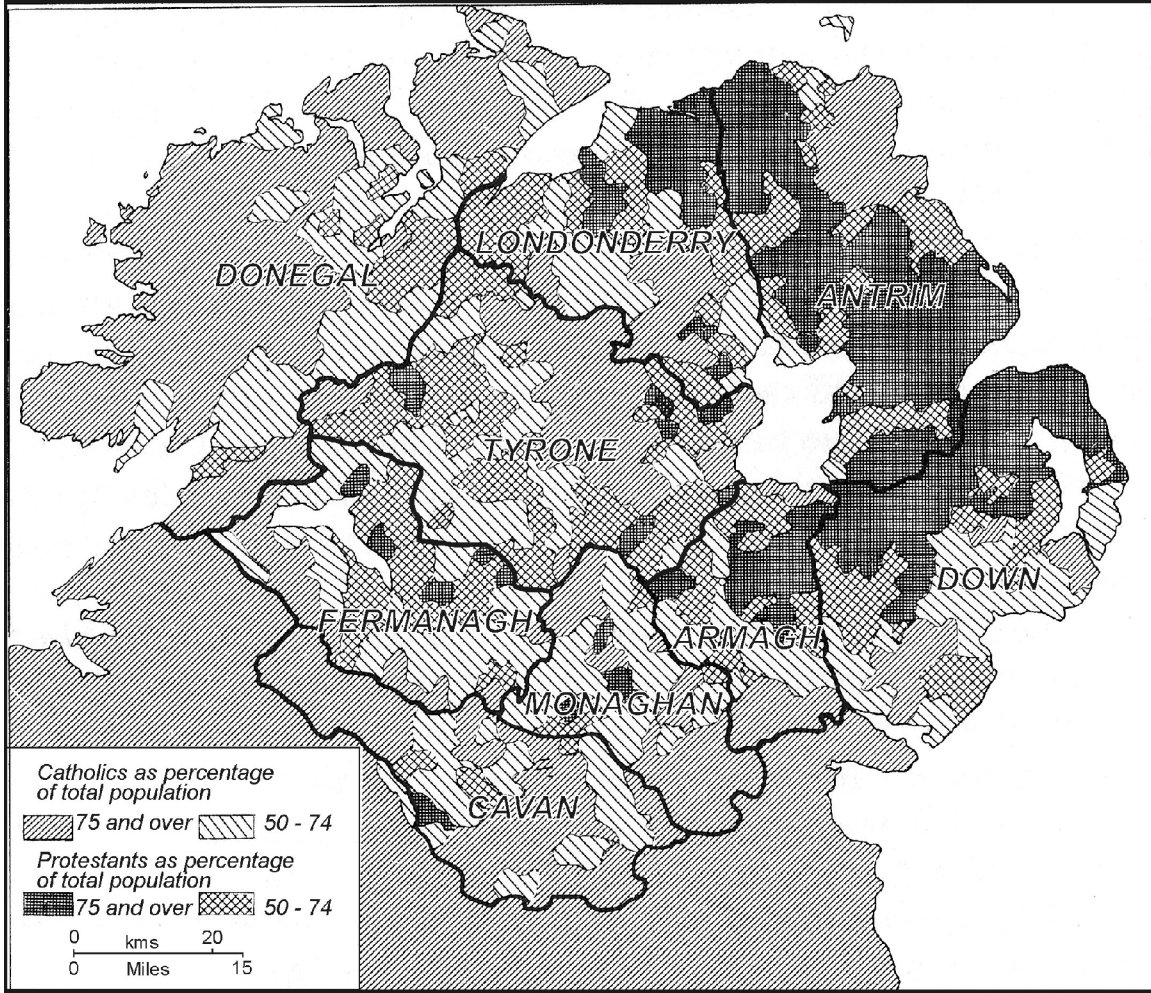 LONDONDERRY
DONEGAL
ANTRIM
TYRONE
DOWN
FERMANAGH
ARMAGH
MONAGHAN
CAVAN
Catholics as percentage
of total population
75 and over 50 - 74
Protestants as percentage
of total population
75 and over 50 - 74
0 kms 20
0 Miles 15